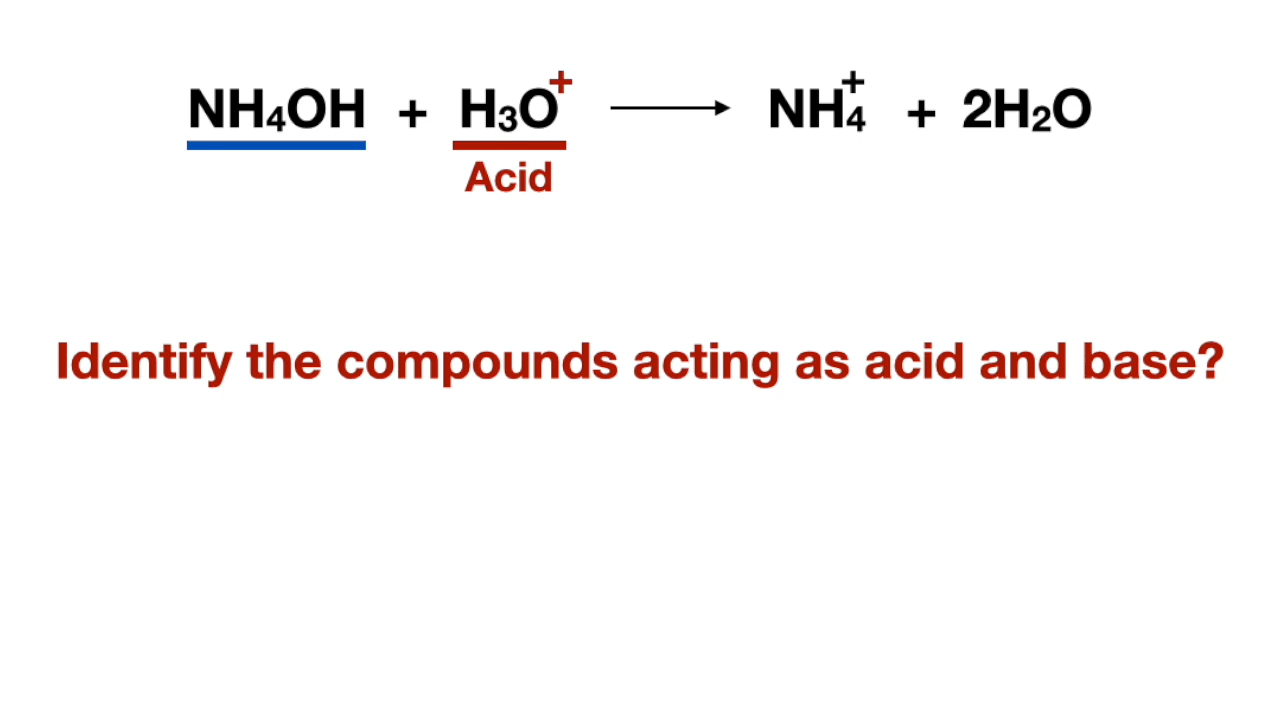 NH₄OH + H₃O⁺ ⟶ NH₄⁺ + 2H₂O
Acid
Identify the compounds acting as acid and base?